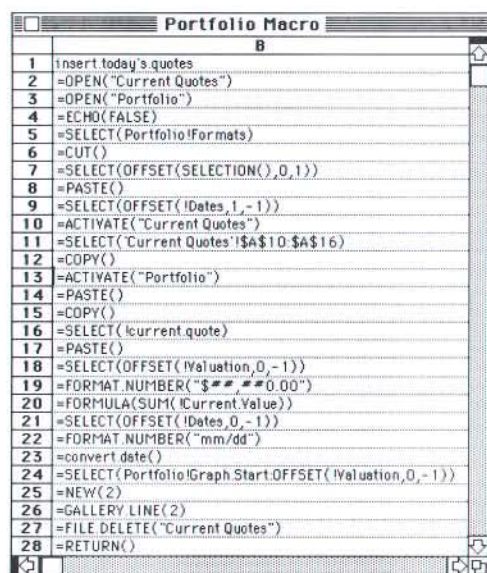 Portfolio Macro
B
1 insert.today's.quotes
2 =OPEN("Current Quotes")
3 =OPEN("Portfolio")
4 =ECHO(FALSE)
5 =SELECT(Portfolio!Formats)
6 =CUT()
7 =SELECT(OFFSET(SELECTION(),0,1))
8 =PASTE()
9 =SELECT(OFFSET(!Dates,1,-1))
10 =ACTIVATE("Current Quotes")
11 =SELECT('Current Quotes'!$A$10:$A$16)
12 =COPY()
13 =ACTIVATE("Portfolio")
14 =PASTE()
15 =COPY()
16 =SELECT(!current.quote)
17 =PASTE()
18 =SELECT(OFFSET(!Valuation,0,-1))
19 =FORMAT.NUMBER("$##,##0.00")
20 =FORMULA(SUM(!Current.Value))
21 =SELECT(OFFSET(!Dates,0,-1))
22 =FORMAT.NUMBER("mm/dd")
23 =convert.date()
24 =SELECT(Portfolio!Graph.Start:OFFSET(!Valuation,0,-1))
25 =NEW(2)
26 =GALLERY.LINE(2)
27 =FILE.DELETE("Current Quotes")
28 =RETURN()